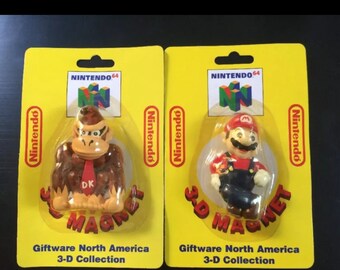 NINTENDO 64
Nintendo
Nintendo
DK
3-D MAGNET
Giftware North America
3-D Collection
NINTENDO 64
Nintendo
Nintendo
3-D MAGNET
Giftware North America
3-D Collection